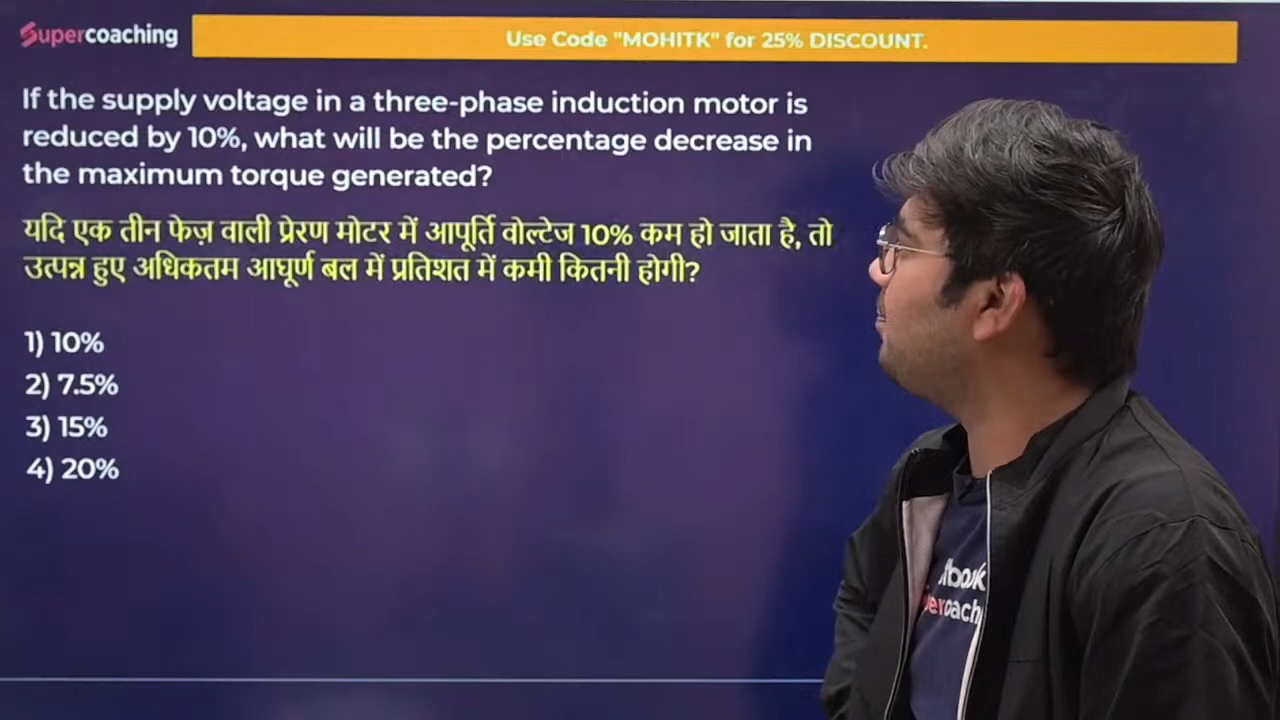 Supercoaching
Use Code "MOHITK" for 25% DISCOUNT.
If the supply voltage in a three-phase induction motor is
reduced by 10%, what will be the percentage decrease in
the maximum torque generated?
यदि एक तीन फेज़ वाली प्रेरण मोटर में आपूर्ति वोल्टेज 10% कम हो जाता है, तो
उत्पन्न हुए अधिकतम आघूर्ण बल में प्रतिशत में कमी कितनी होगी?
1) 10%
2) 7.5%
3) 15%
4) 20%